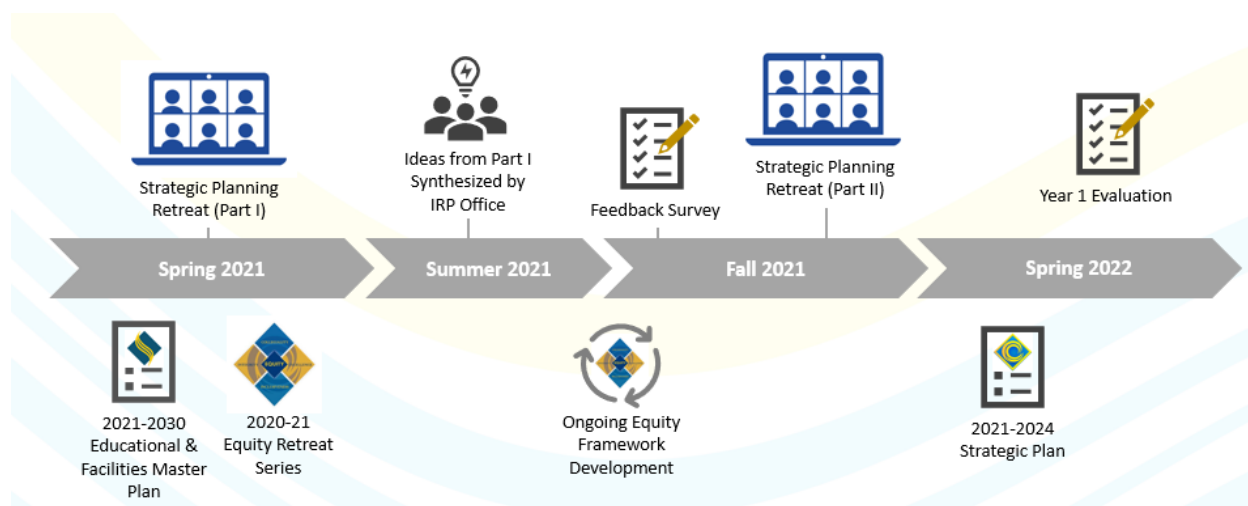 Strategic Planning
Retreat (Part I)
Ideas from Part I
Synthesized by
IRP Office
Feedback Survey
Strategic Planning
Retreat (Part II)
Year 1 Evaluation
Spring 2021
Summer 2021
Fall 2021
Spring 2022
2021-2030
Educational &
Facilities Master
Plan
2020-21
Equity Retreat
Series
EQUITY
Ongoing Equity
Framework
Development
2021-2024
Strategic Plan